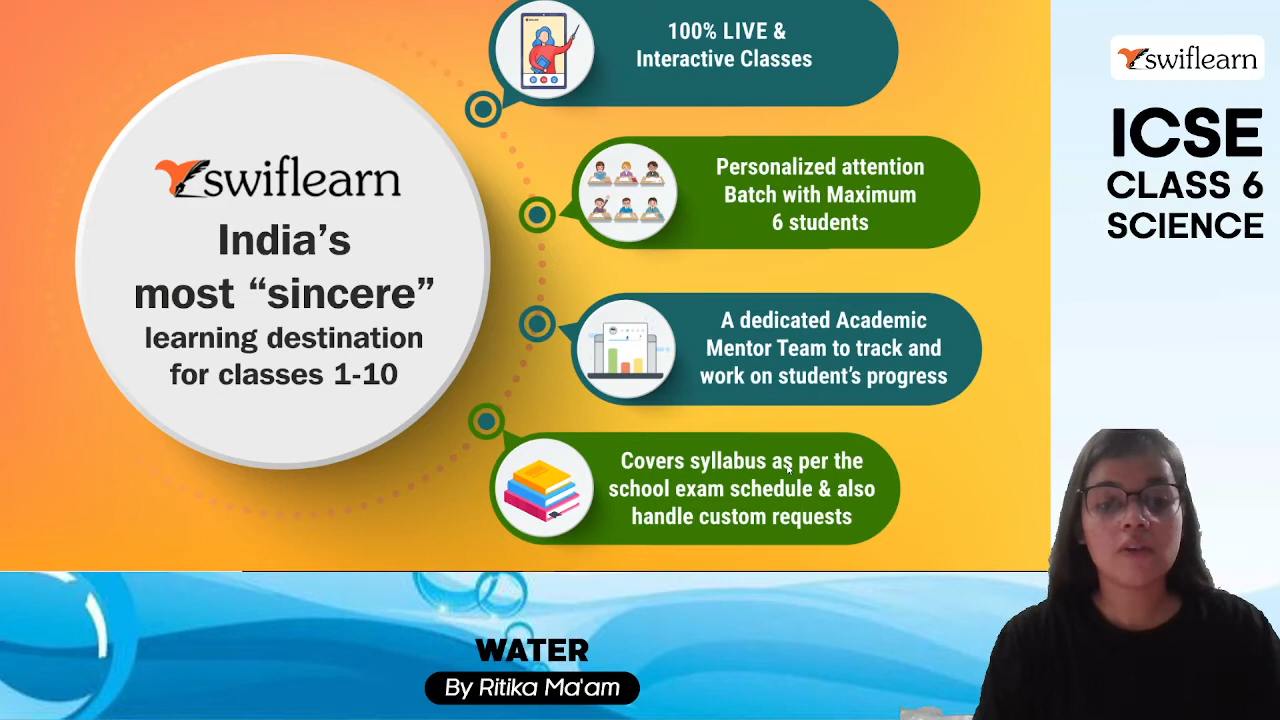 swiflearn
India's
most “sincere”
learning destination
for classes 1-10
100% LIVE &
Interactive Classes
Personalized attention
Batch with Maximum
6 students
A dedicated Academic
Mentor Team to track and
work on student's progress
Covers syllabus as per the
school exam schedule & also
handle custom requests
swiflearn
ICSE
CLASS 6
SCIENCE
WATER
By Ritika Ma'am